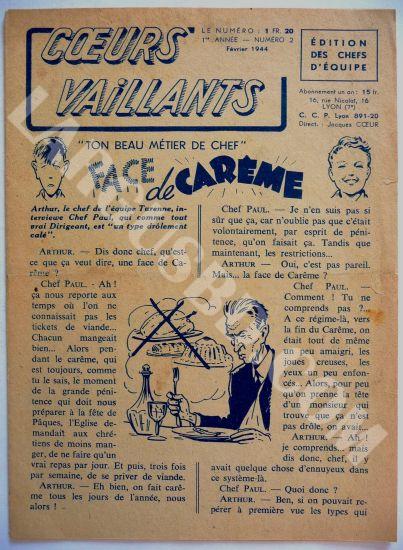 CŒURS
VAILLANTS
LE NUMÉRO : 1 FR. 20
1re ANNÉE — NUMÉRO 2
Février 1944
ÉDITION
DES CHEFS
D'ÉQUIPE
Abonnement un an : 15 fr.
16, rue Nicolaï, 16
LYON (7e)
C. C. P. Lyon 891-20
Direct. Jacques CŒUR
"TON BEAU MÉTIER DE CHEF"
FACE
de CARÊME
Arthur, le chef de l'équipe Turenne, in-
terviewe Chef Paul, qui comme tout
vrai Dirigeant, est "un type drôlement
calé".
ARTHUR. — Dis donc chef, qu'est-
ce que ça veut dire, une face de Ca-
rême ?
Chef PAUL. - Ah !
ça nous reporte aux
temps où l'on ne
connaissait pas les
tickets de viande...
Chacun mangeait
bien... Alors pen-
dant le carême, qui
est toujours, comme
tu le sais, le moment
de la grande péni-
tence qui doit nous
préparer à la fête de
Pâques, l'Eglise de-
mandait aux chré-
tiens de moins man-
ger, de ne faire qu'un
vrai repas par jour. Et puis, trois fois
par semaine, de se priver de viande.
ARTHUR. — Eh bien, on fait carê-
me tous les jours de l'année, nous
alors !
Chef PAUL. — Je n'en suis pas si
sûr que ça, car n'oublie pas que c'était
volontairement, par esprit de péni-
tence, qu'on faisait ça. Tandis que
maintenant, les restrictions...
ARTHUR — Oui, c'est pas pareil.
Mais... la face de Carême ?
Chef PAUL. —
Comment ! Tu ne
comprends pas ?...
A ce régime-là, vers
la fin du Carême, on
était tout de même
un peu amaigri, les
joues creuses, les
yeux un peu enfon-
cés... Alors, pour peu
qu'on prenne la tête
d'un monsieur qui
trouve que ça n'est
pas drôle, on avait...
ARTHUR. — Ah !
je comprends... mais
dis donc, chef, il y
avait quelque chose d'ennuyeux dans
ce système-là.
Chef PAUL. — Quoi donc ?
ARTHUR. — Ben, si on pouvait re-
pérer à première vue les types qui